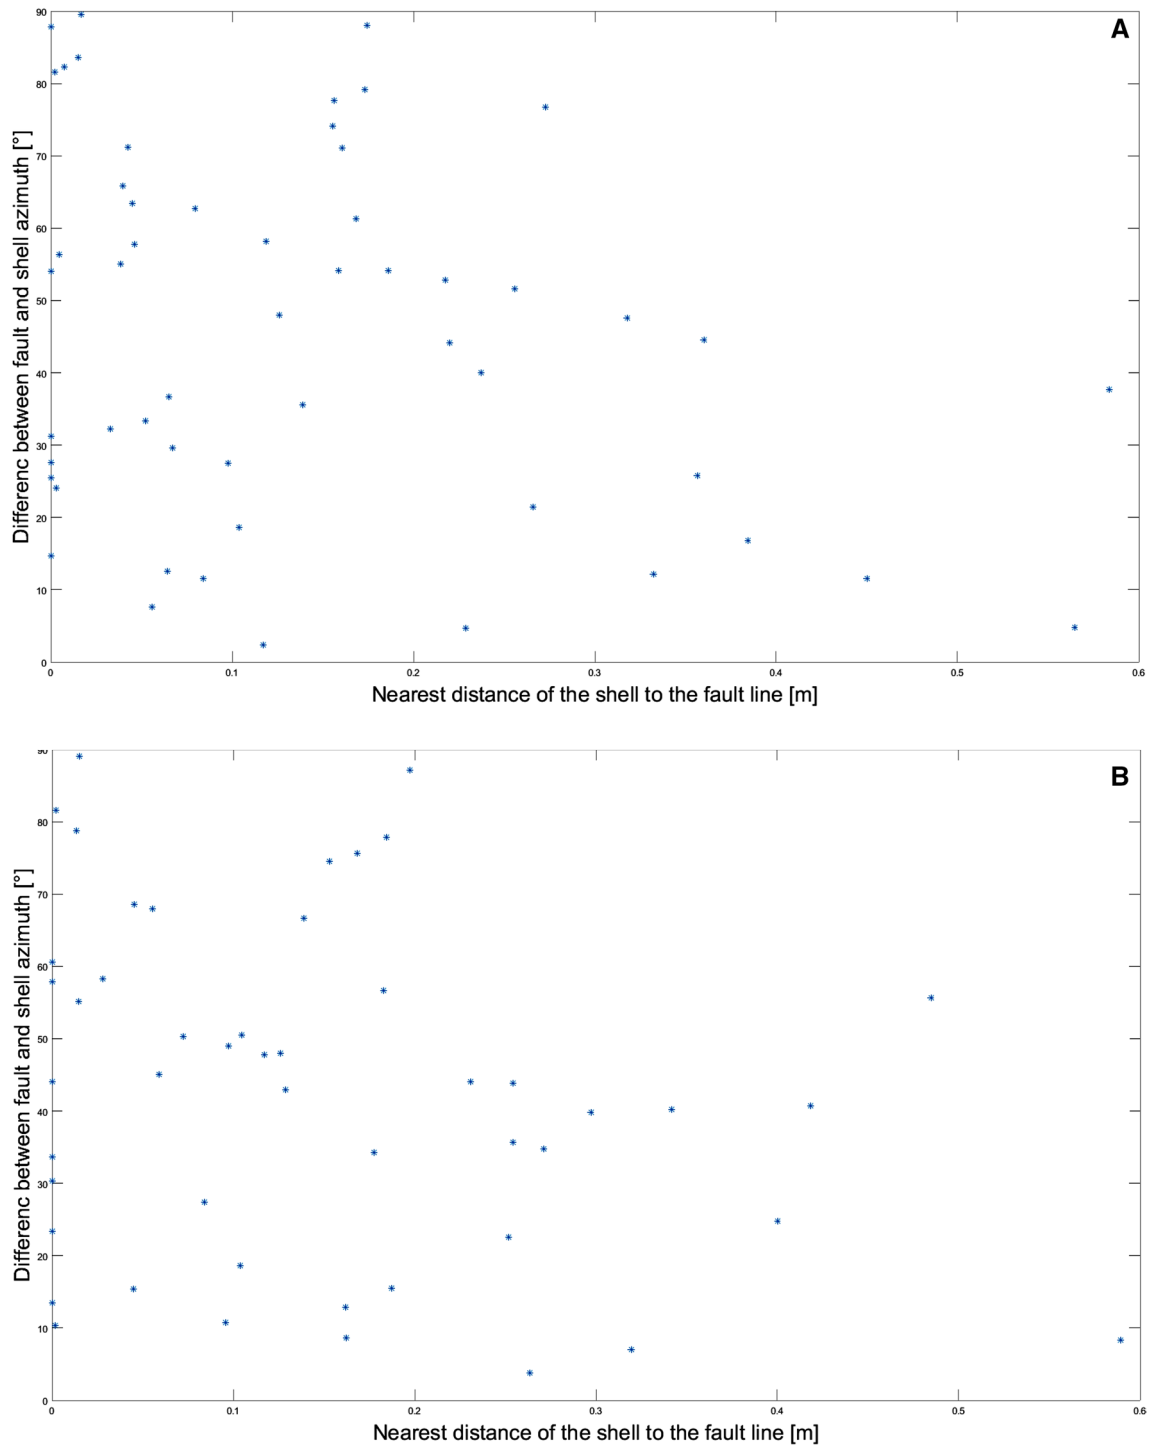 A
90
80
70
60
50
40
30
20
10
0
Differenc between fault and shell azimuth [°]
0 0.1 0.2 0.3 0.4 0.5 0.6
Nearest distance of the shell to the fault line [m]
B
90
80
70
60
50
40
30
20
10
0
Differenc between fault and shell azimuth [°]
0 0.1 0.2 0.3 0.4 0.5 0.6
Nearest distance of the shell to the fault line [m]